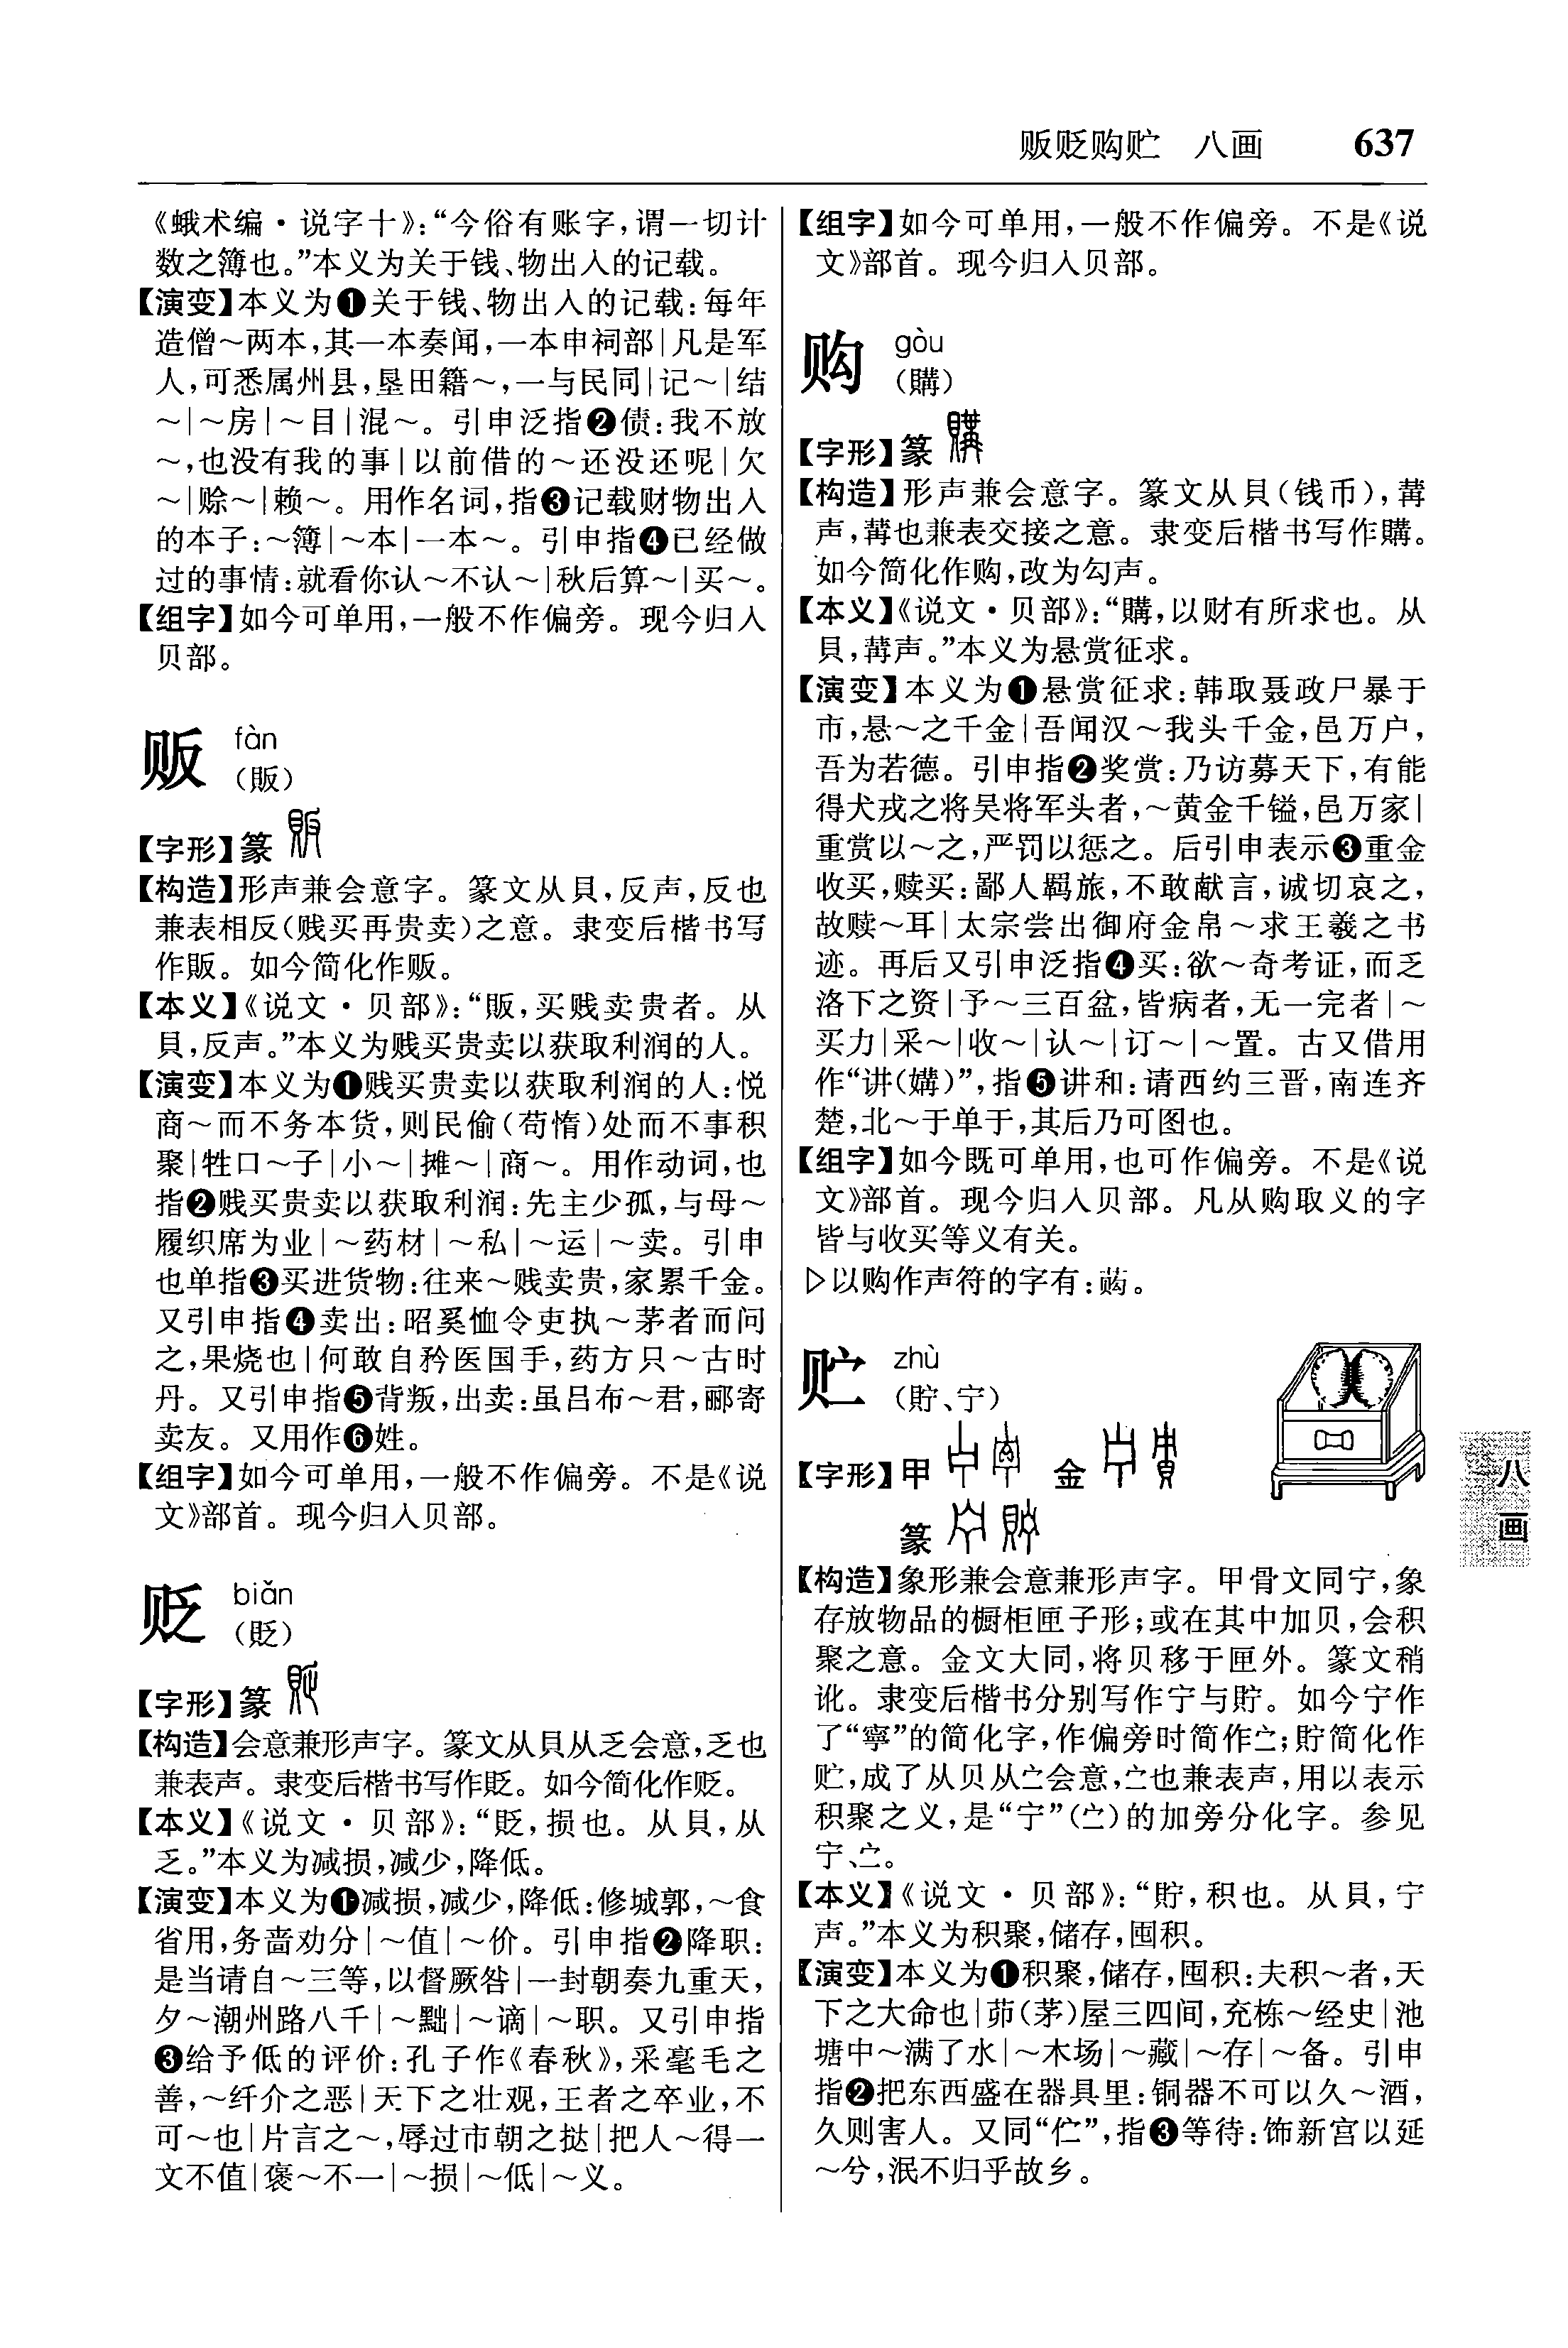 贩贬购贮　八画　637
《蛾术编·说字十》：“今俗有账字，谓一切计
数之簿也。”本义为关于钱、物出入的记载。
【演变】本义为❶关于钱、物出入的记载：每年
造僧～两本，其一本奏闻，一本申祠部|凡是军
人，可悉属州县，垦田籍～，一与民同|记～|结
～|～房|～目|混～。引申泛指❷债：我不放
～，也没有我的事|以前借的～还没还呢|欠
～|赊～|赖～。用作名词，指❸记载财物出入
的本子：～簿|～本|一本～。引申指❹已经做
过的事情：就看你认～不认～|秋后算～|买～。
【组字】如今可单用，一般不作偏旁。现今归入
贝部。
贩 fàn
（販）
【字形】篆
【构造】形声兼会意字。篆文从貝，反声，反也
兼表相反（贱买再贵卖）之意。隶变后楷书写
作販。如今简化作贩。
【本义】《说文·贝部》：“販，买贱卖贵者。从
貝，反声。”本义为贱买贵卖以获取利润的人。
【演变】本义为❶贱买贵卖以获取利润的人：悦
商～而不务本货，则民偷（苟惰）处而不事积
聚|牲口～子|小～|摊～|商～。用作动词，也
指❷贱买贵卖以获取利润：先主少孤，与母～
履织席为业|～药材|～私|～运|～卖。引申
也单指❸买进货物：往来～贱卖贵，家累千金。
又引申指❹卖出：昭奚恤令吏执～茅者而问
之，果烧也|何敢自矜医国手，药方只～古时
丹。又引申指❺背叛，出卖：虽吕布～君，郦寄
卖友。又用作❻姓。
【组字】如今可单用，一般不作偏旁。不是《说
文》部首。现今归入贝部。
贬 biǎn
（貶）
【字形】篆
【构造】会意兼形声字。篆文从貝从乏会意，乏也
兼表声。隶变后楷书写作貶。如今简化作贬。
【本义】《说文·贝部》：“貶，损也。从貝，从
乏。”本义为减损，减少，降低。
【演变】本义为❶减损，减少，降低：修城郭，～食
省用，务啬劝分|～值|～价。引申指❷降职：
是当请自～三等，以督厥咎|一封朝奏九重天，
夕～潮州路八千|～黜|～谪|～职。又引申指
❸给予低的评价：孔子作《春秋》，采毫毛之
善，～纤介之恶|天下之壮观，王者之卒业，不
可～也|片言之～，辱过市朝之挞|把人～得一
文不值|褒～不一|～损|～低|～义。
【组字】如今可单用，一般不作偏旁。不是《说
文》部首。现今归入贝部。
购 gòu
（購）
【字形】篆
【构造】形声兼会意字。篆文从貝（钱币），冓
声，冓也兼表交接之意。隶变后楷书写作購。
如今简化作购，改为勾声。
【本义】《说文·贝部》：“購，以财有所求也。从
貝，冓声。”本义为悬赏征求。
【演变】本义为❶悬赏征求：韩取聂政尸暴于
市，悬～之千金|吾闻汉～我头千金，邑万户，
吾为若德。引申指❷奖赏：乃访募天下，有能
得犬戎之将吴将军头者，～黄金千镒，邑万家|
重赏以～之，严罚以惩之。后引申表示❸重金
收买，赎买：鄙人羁旅，不敢献言，诚切哀之，
故赎～耳|太宗尝出御府金帛～求王羲之书
迹。再后又引申泛指❹买：欲～奇考证，而乏
洛下之资|予～三百盆，皆病者，无一完者|～
买力|采～|收～|认～|订～|～置。古又借用
作“讲（媾）”，指❺讲和：请西约三晋，南连齐
楚，北～于单于，其后乃可图也。
【组字】如今既可单用，也可作偏旁。不是《说
文》部首。现今归入贝部。凡从购取义的字
皆与收买等义有关。
▷以购作声符的字有：䓲。
贮 zhù
（貯、宁）
【字形】甲　金
篆
【构造】象形兼会意兼形声字。甲骨文同宁，象
存放物品的橱柜匣子形；或在其中加贝，会积
聚之意。金文大同，将贝移于匣外。篆文稍
讹。隶变后楷书分别写作宁与貯。如今宁作
了“寧”的简化字，作偏旁时简作㝉；貯简化作
贮，成了从贝从㝉会意，㝉也兼表声，用以表示
积聚之义，是“宁”（㝉）的加旁分化字。参见
宁、㝉。
【本义】《说文·贝部》：“貯，积也。从貝，宁
声。”本义为积聚，储存，囤积。
【演变】本义为❶积聚，储存，囤积：夫积～者，天
下之大命也|茆（茅）屋三四间，充栋～经史|池
塘中～满了水|～木场|～藏|～存|～备。引申
指❷把东西盛在器具里：铜器不可以久～酒，
久则害人。又同“伫”，指❸等待：饰新宫以延
～兮，泯不归乎故乡。
八画